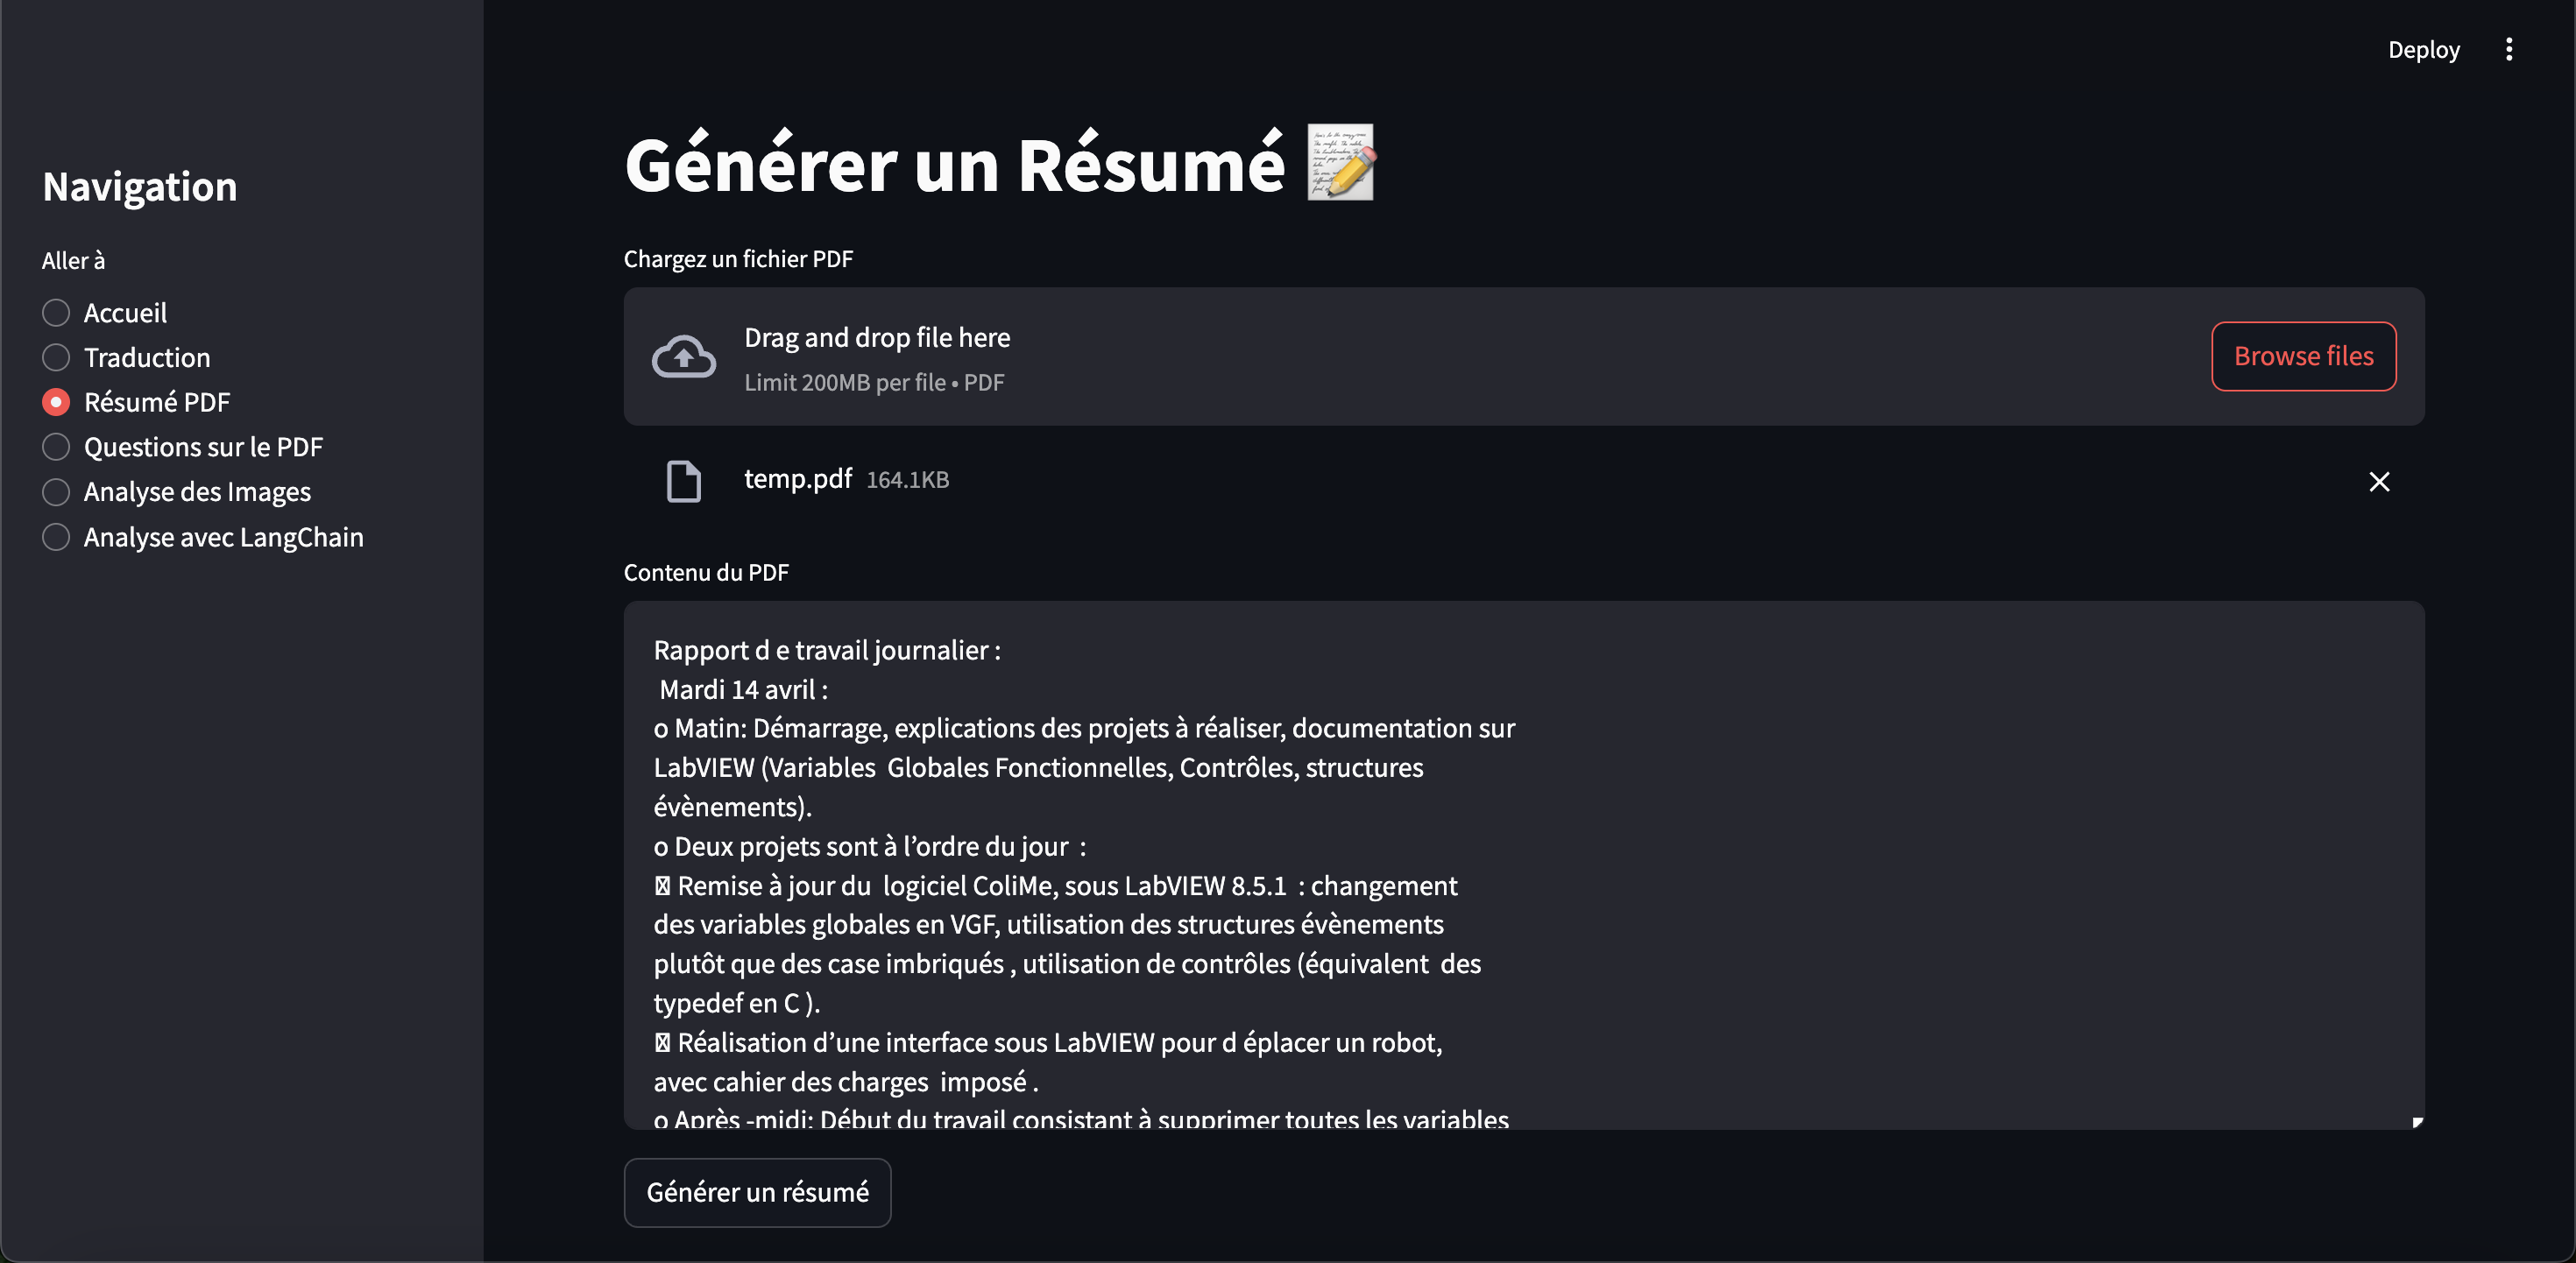 Deploy
Navigation
Aller à
Accueil
Traduction
Résumé PDF
Questions sur le PDF
Analyse des Images
Analyse avec LangChain
Générer un Résumé
Chargez un fichier PDF
Drag and drop file here
Limit 200MB per file • PDF
Browse files
temp.pdf 164.1KB
Contenu du PDF
Rapport d e travail journalier :
Mardi 14 avril :
o Matin: Démarrage, explications des projets à réaliser, documentation sur
LabVIEW (Variables  Globales Fonctionnelles, Contrôles, structures
évènements).
o Deux projets sont à l’ordre du jour  :
Remise à jour du  logiciel ColiMe, sous LabVIEW 8.5.1  : changement
des variables globales en VGF, utilisation des structures évènements
plutôt que des case imbriqués , utilisation de contrôles (équivalent  des
typedef en C ).
Réalisation d’une interface sous LabVIEW pour d éplacer un robot,
avec cahier des charges  imposé .
o Après -midi: Début du travail consistant à supprimer toutes les variables
Générer un résumé